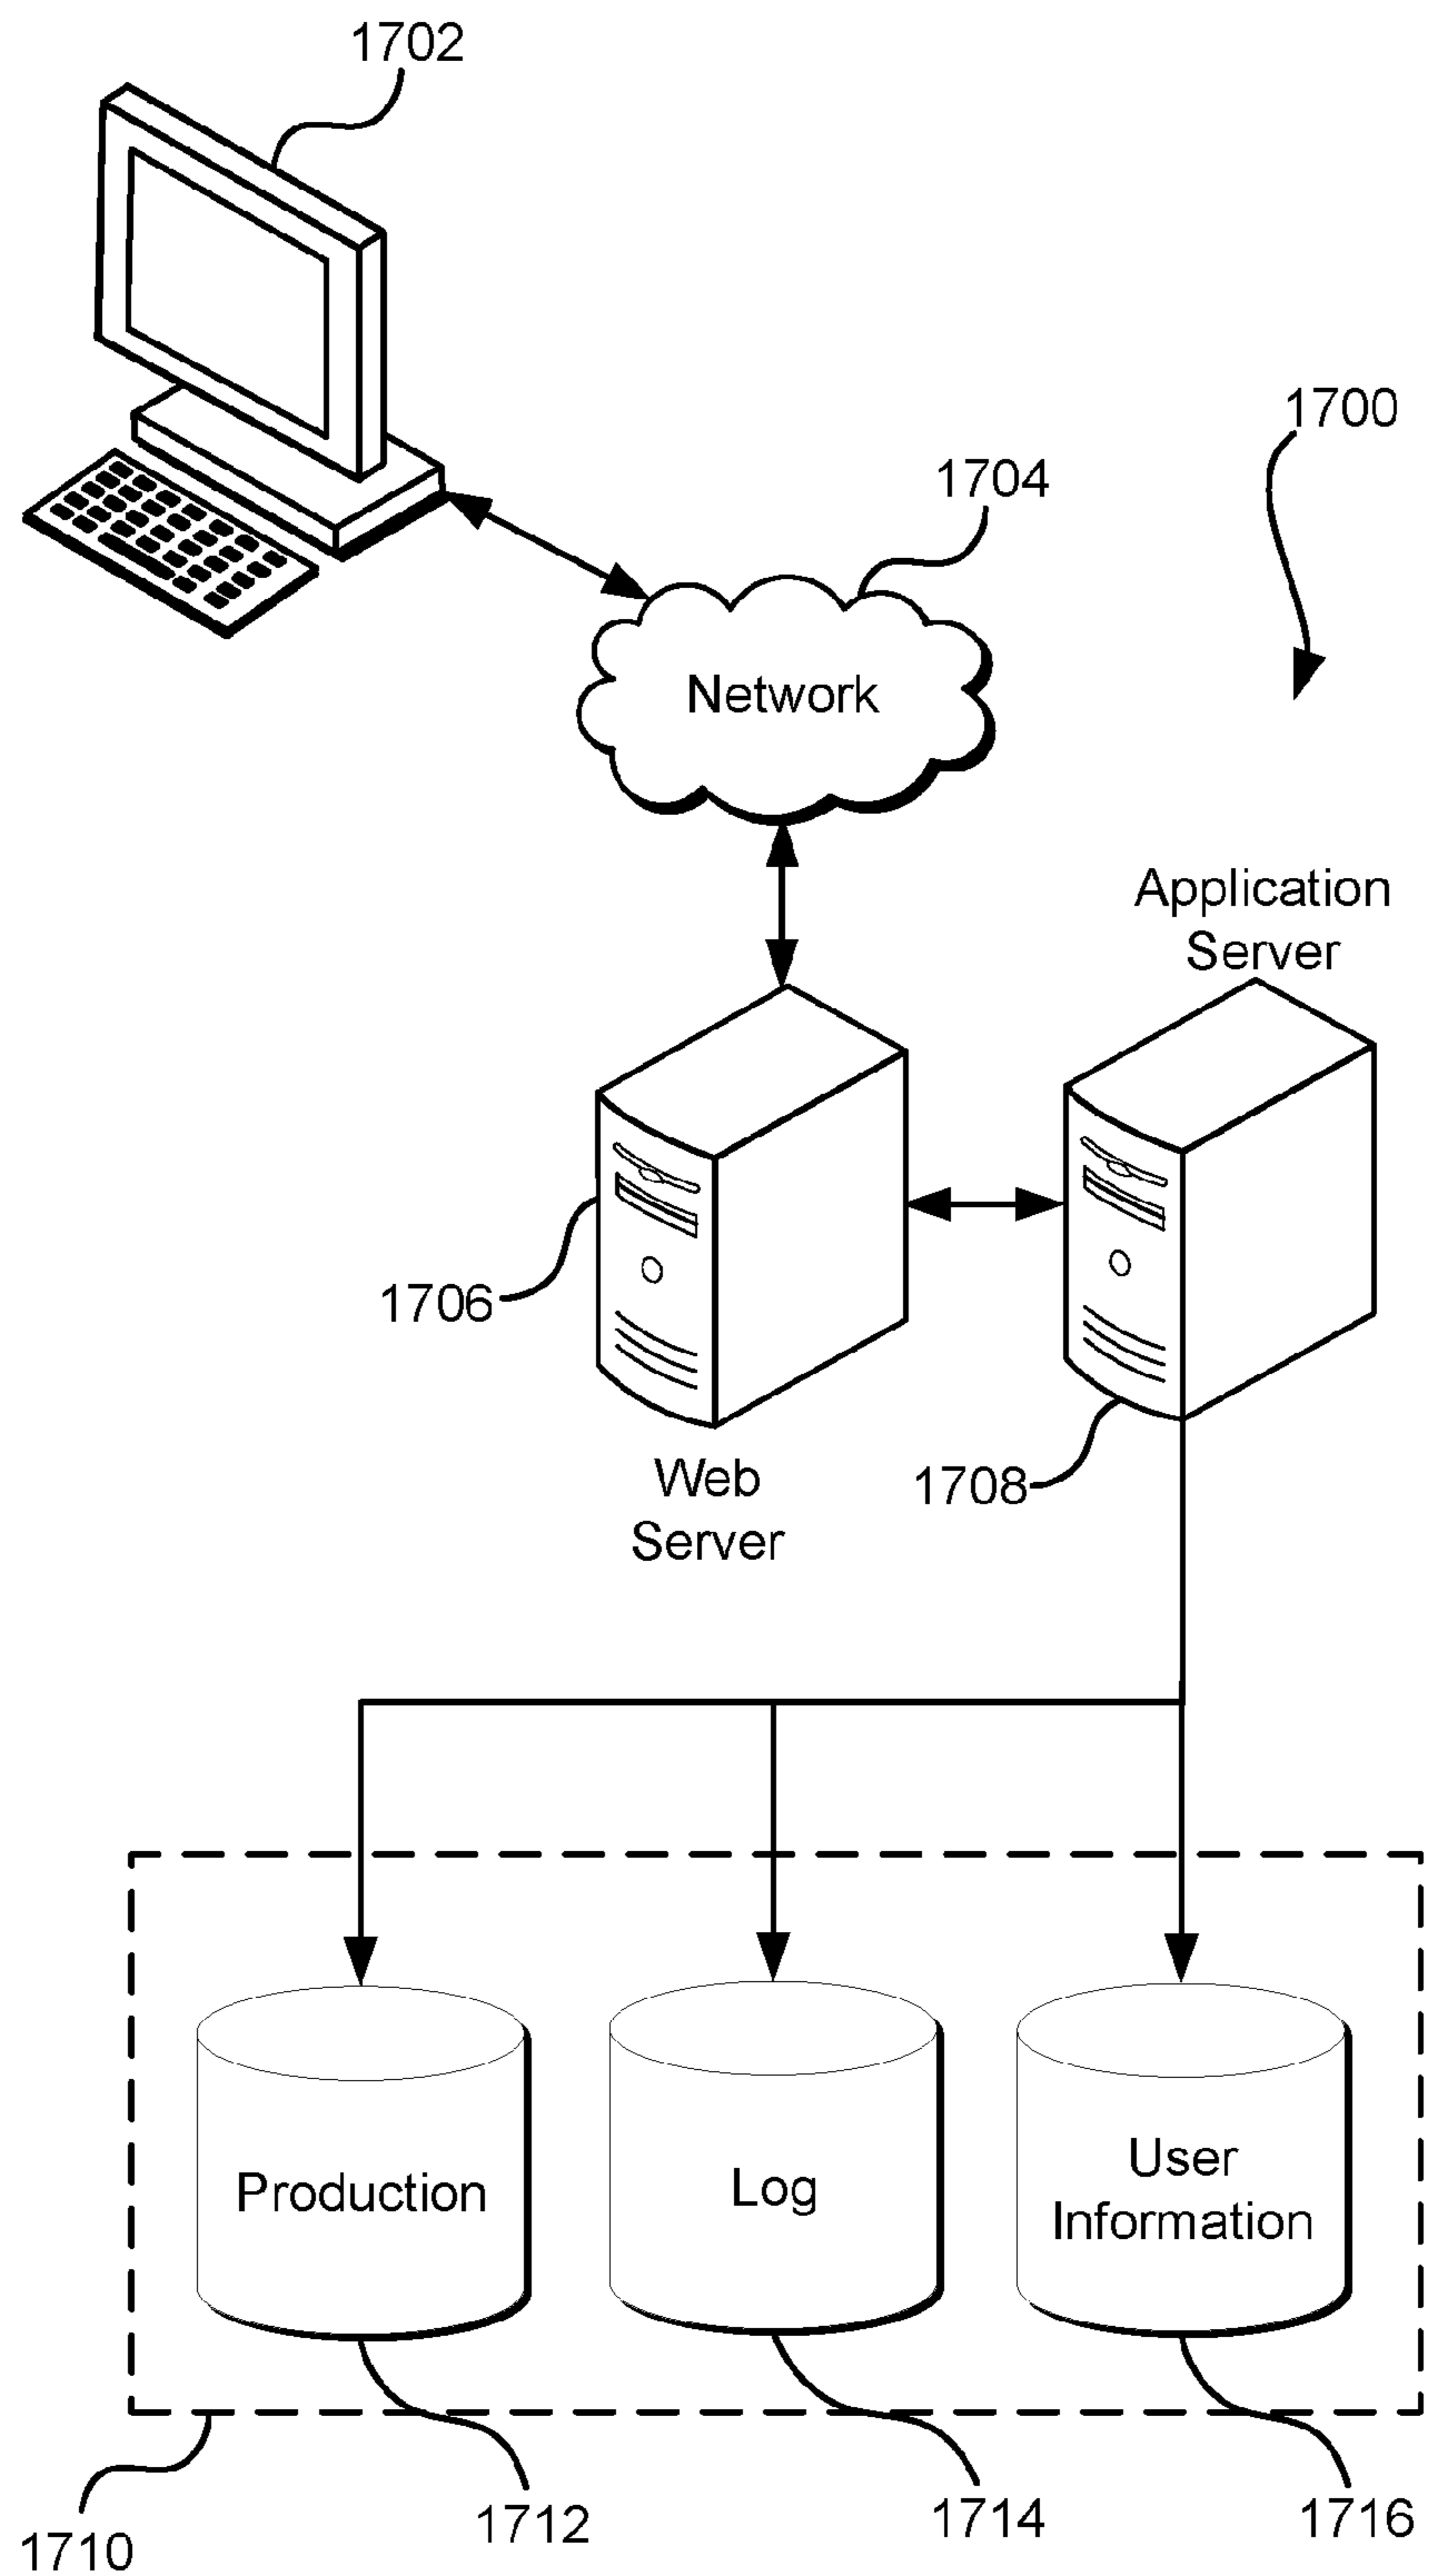 1702
1700
1704
Network
Application
Server
1706
1708
Web
Server
Production
Log
User
Information
1710
1712
1714
1716